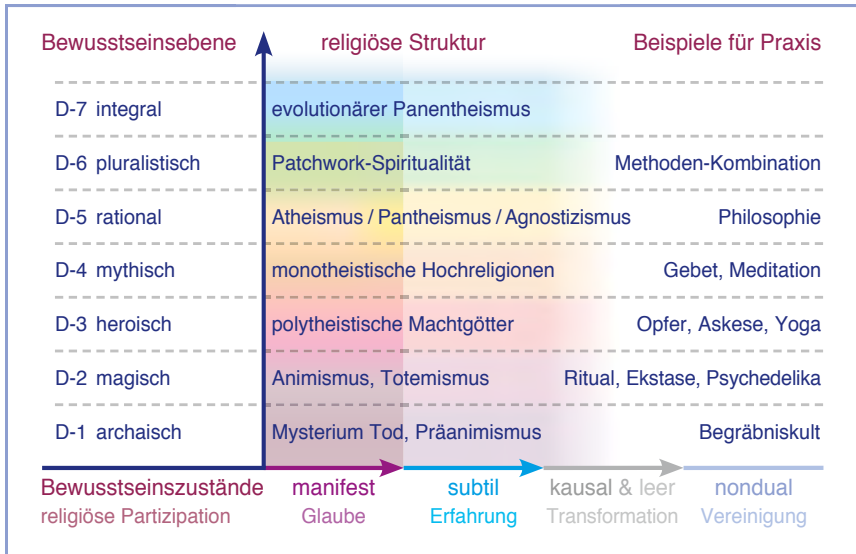 Bewusstseinsebene religiöse Struktur Beispiele für Praxis
D-7 integral evolutionärer Panentheismus
D-6 pluralistisch Patchwork-Spiritualität Methoden-Kombination
D-5 rational Atheismus / Pantheismus / Agnostizismus Philosophie
D-4 mythisch monotheistische Hochreligionen Gebet, Meditation
D-3 heroisch polytheistische Machtgötter Opfer, Askese, Yoga
D-2 magisch Animismus, Totemismus Ritual, Ekstase, Psychedelika
D-1 archaisch Mysterium Tod, Präanimismus Begräbniskult
Bewusstseinszustände manifest subtil kausal & leer nondual
religiöse Partizipation Glaube Erfahrung Transformation Vereinigung